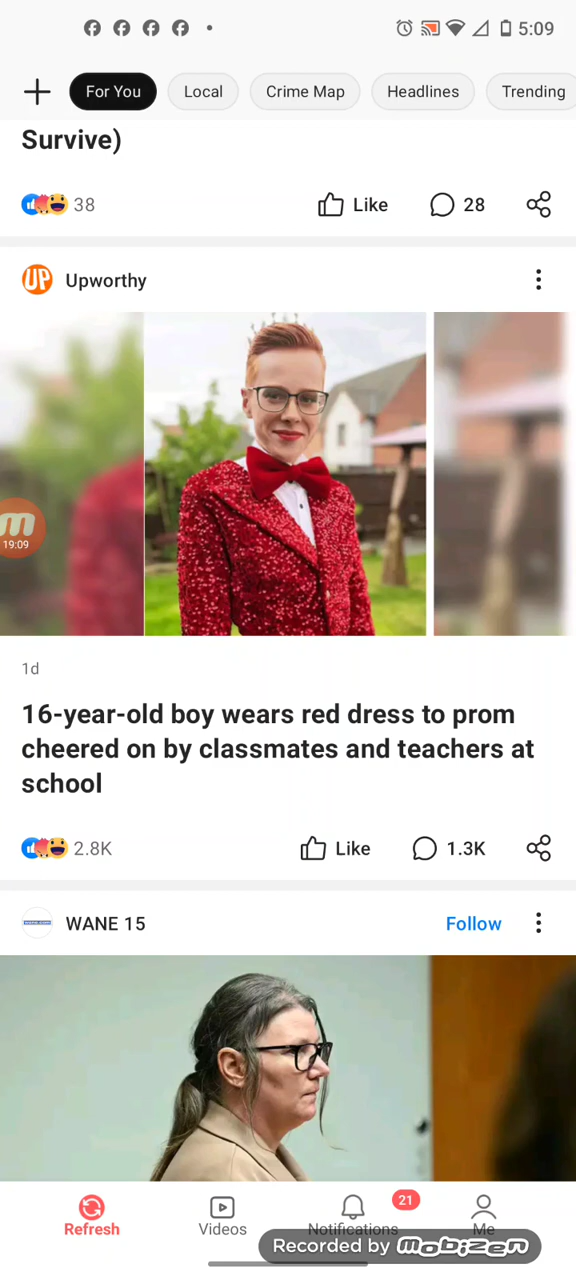 5:09
For You
Local
Crime Map
Headlines
Trending
Survive)
38
Like
28
UP
Upworthy
19:09
1d
16-year-old boy wears red dress to prom
cheered on by classmates and teachers at
school
2.8K
Like
1.3K
WANE 15
Follow
Refresh
Videos
Notifications
21
Me
Recorded by mobizen